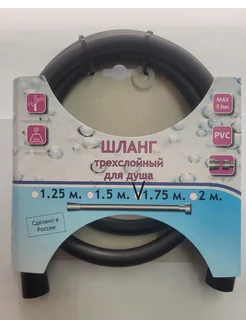 MAX
5 bar
PVC
ШЛАНГ
трехслойный
для душа
1.25 м. 1.5 м. 1.75 м. 2 м.
Сделано в
России